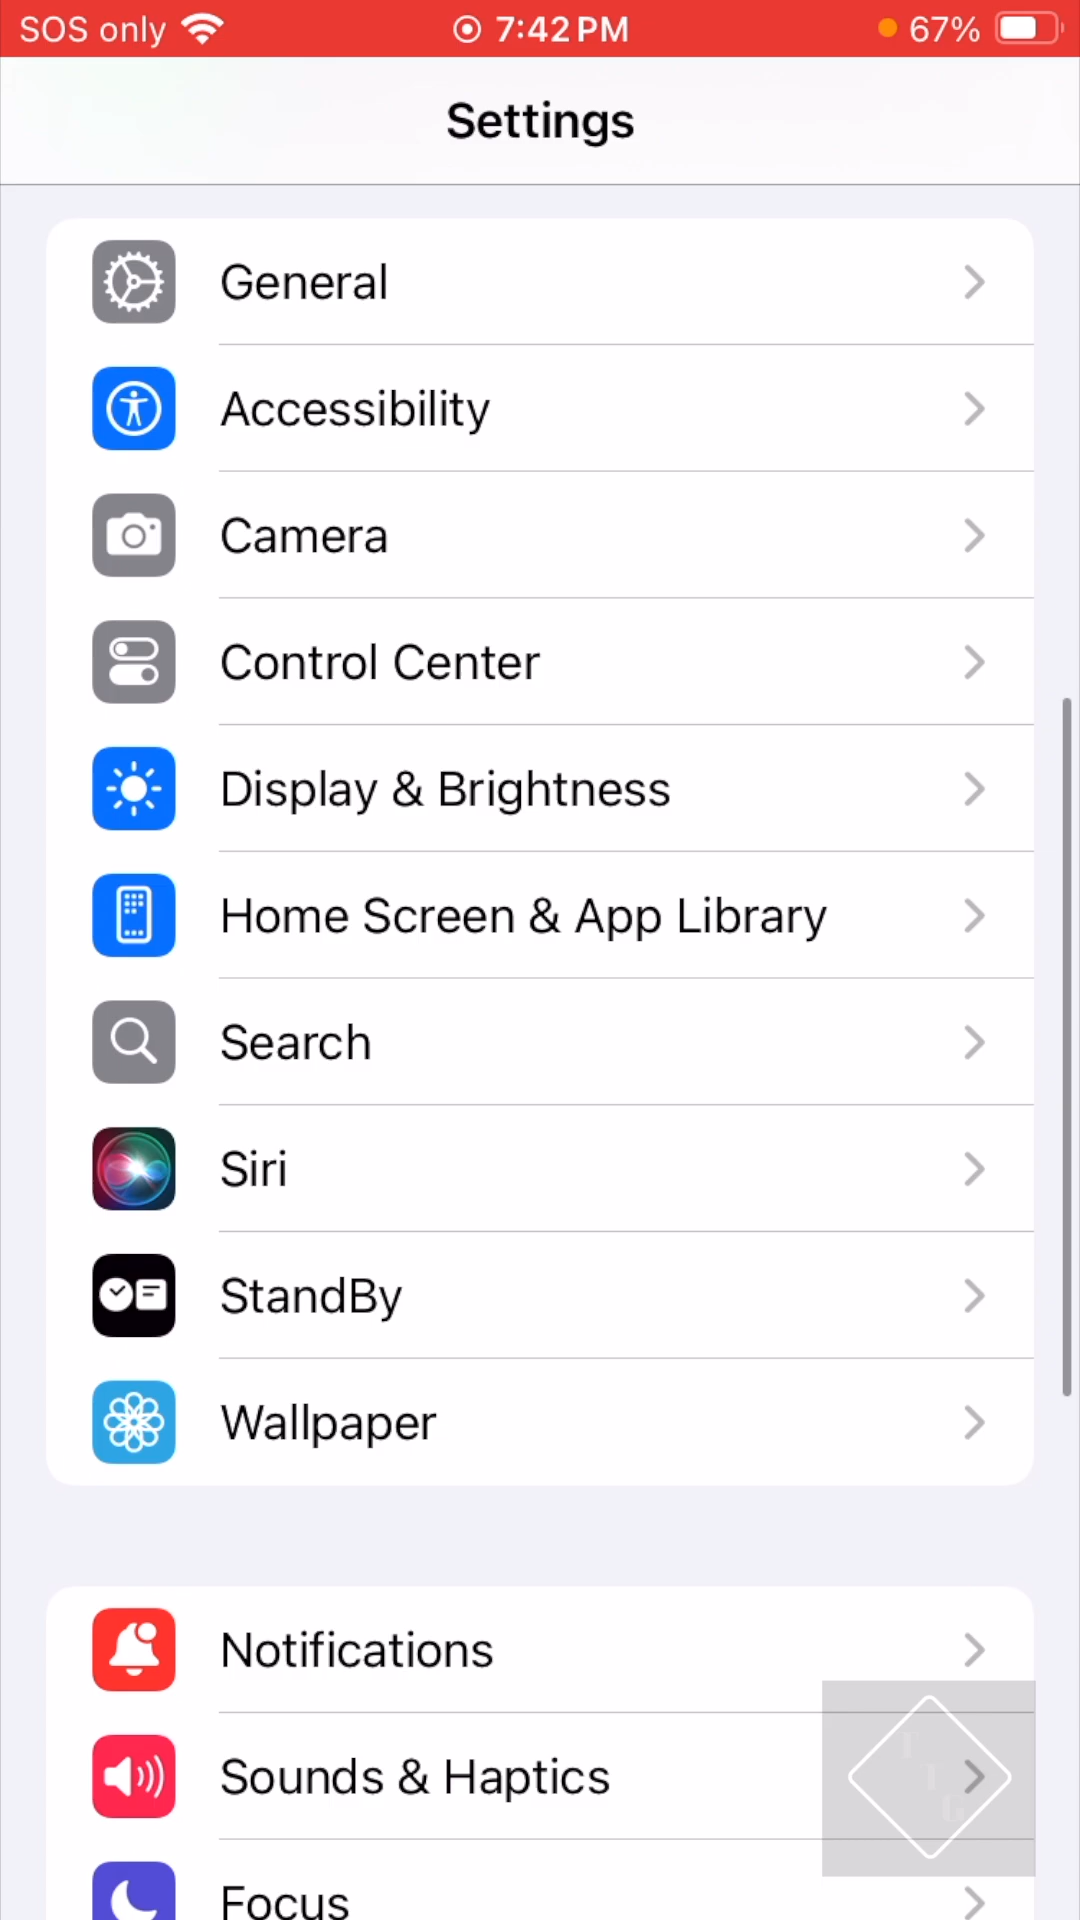 SOS only 7:42 PM 67%
Settings
General
Accessibility
Camera
Control Center
Display & Brightness
Home Screen & App Library
Search
Siri
StandBy
Wallpaper
Notifications
Sounds & Haptics
Focus